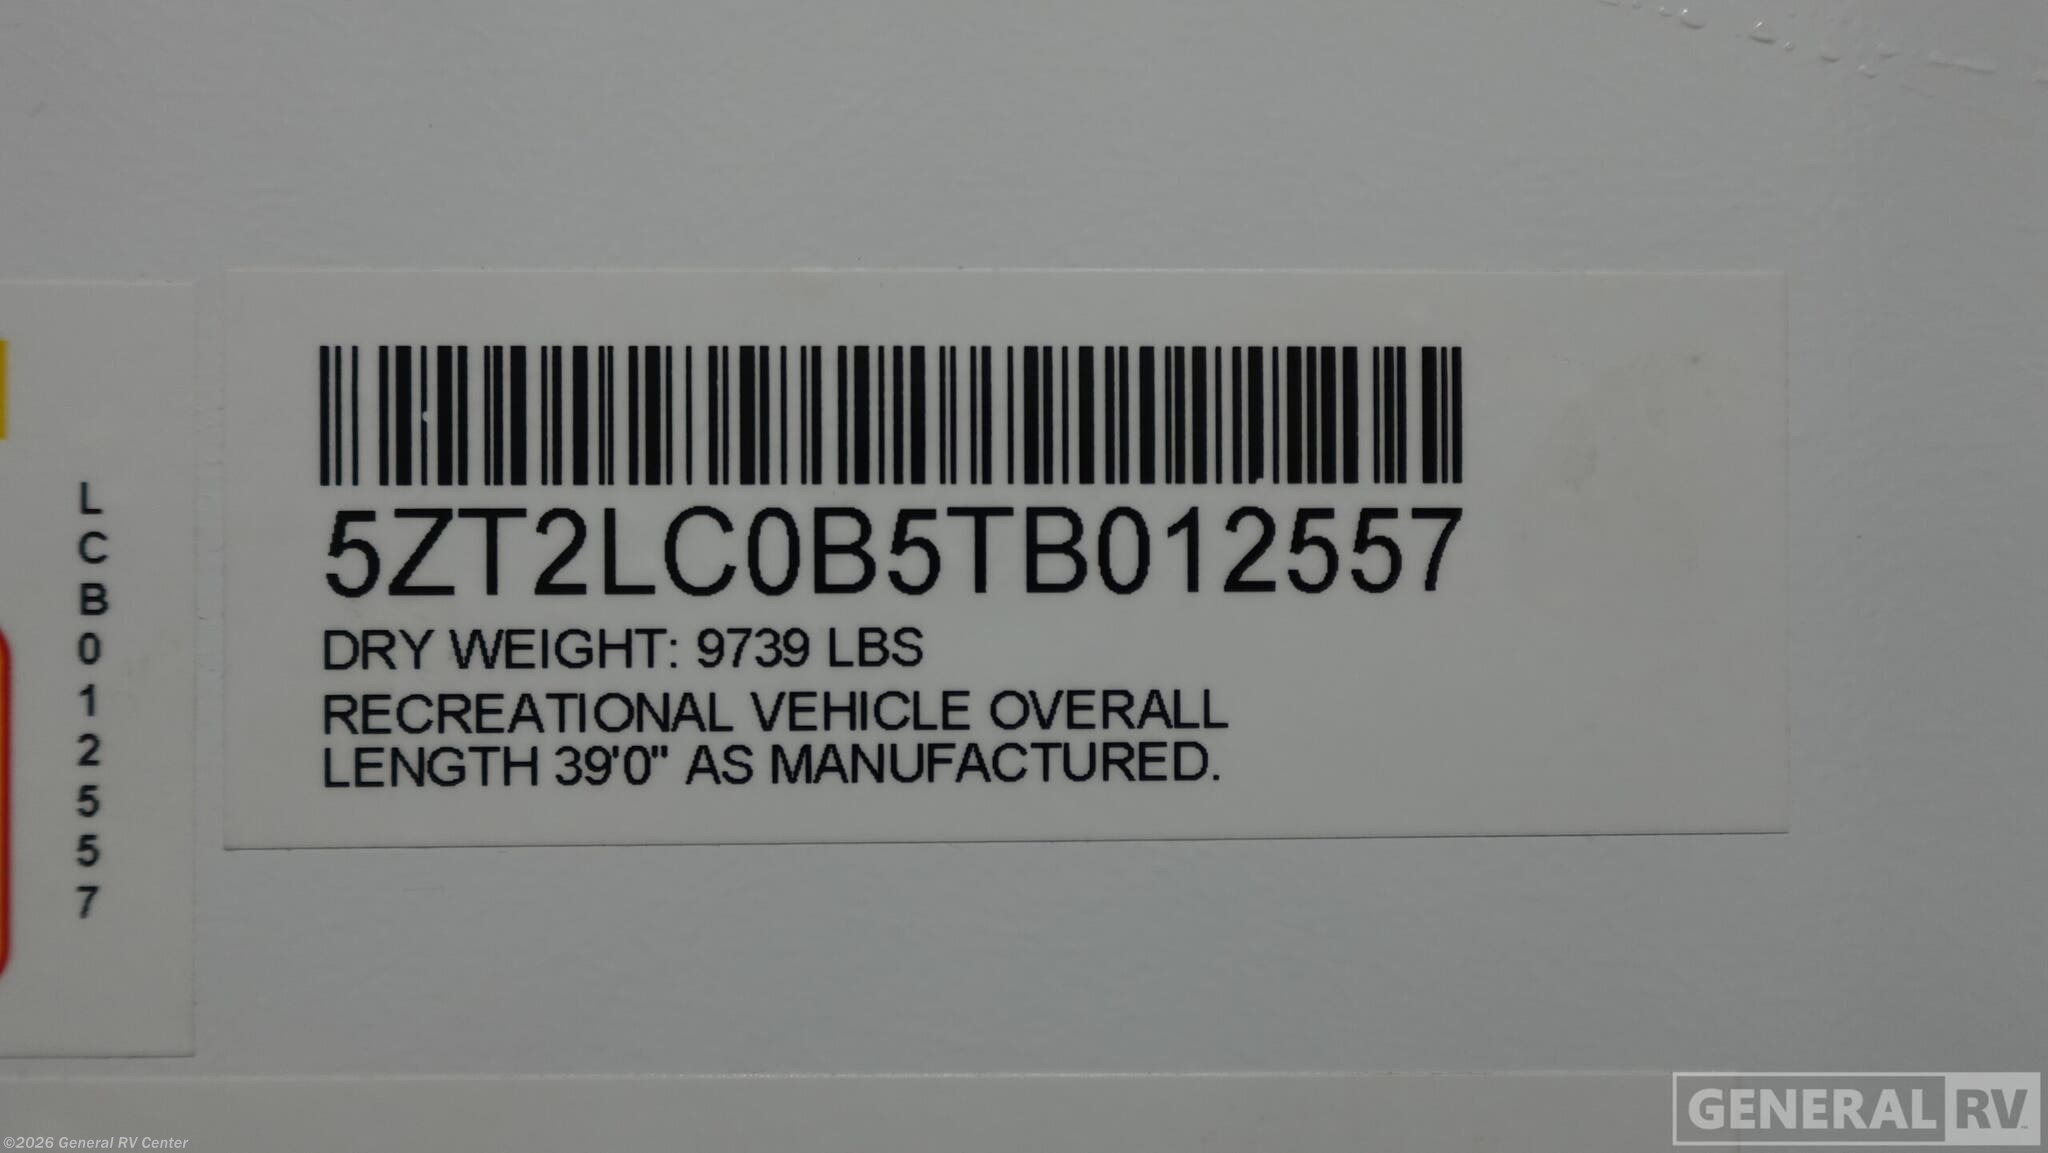 L
C
B
0
1
2
5
5
7
5ZT2LC0B5TB012557
DRY WEIGHT: 9739 LBS
RECREATIONAL VEHICLE OVERALL
LENGTH 39'0" AS MANUFACTURED.
GENERAL RV
©2026 General RV Center